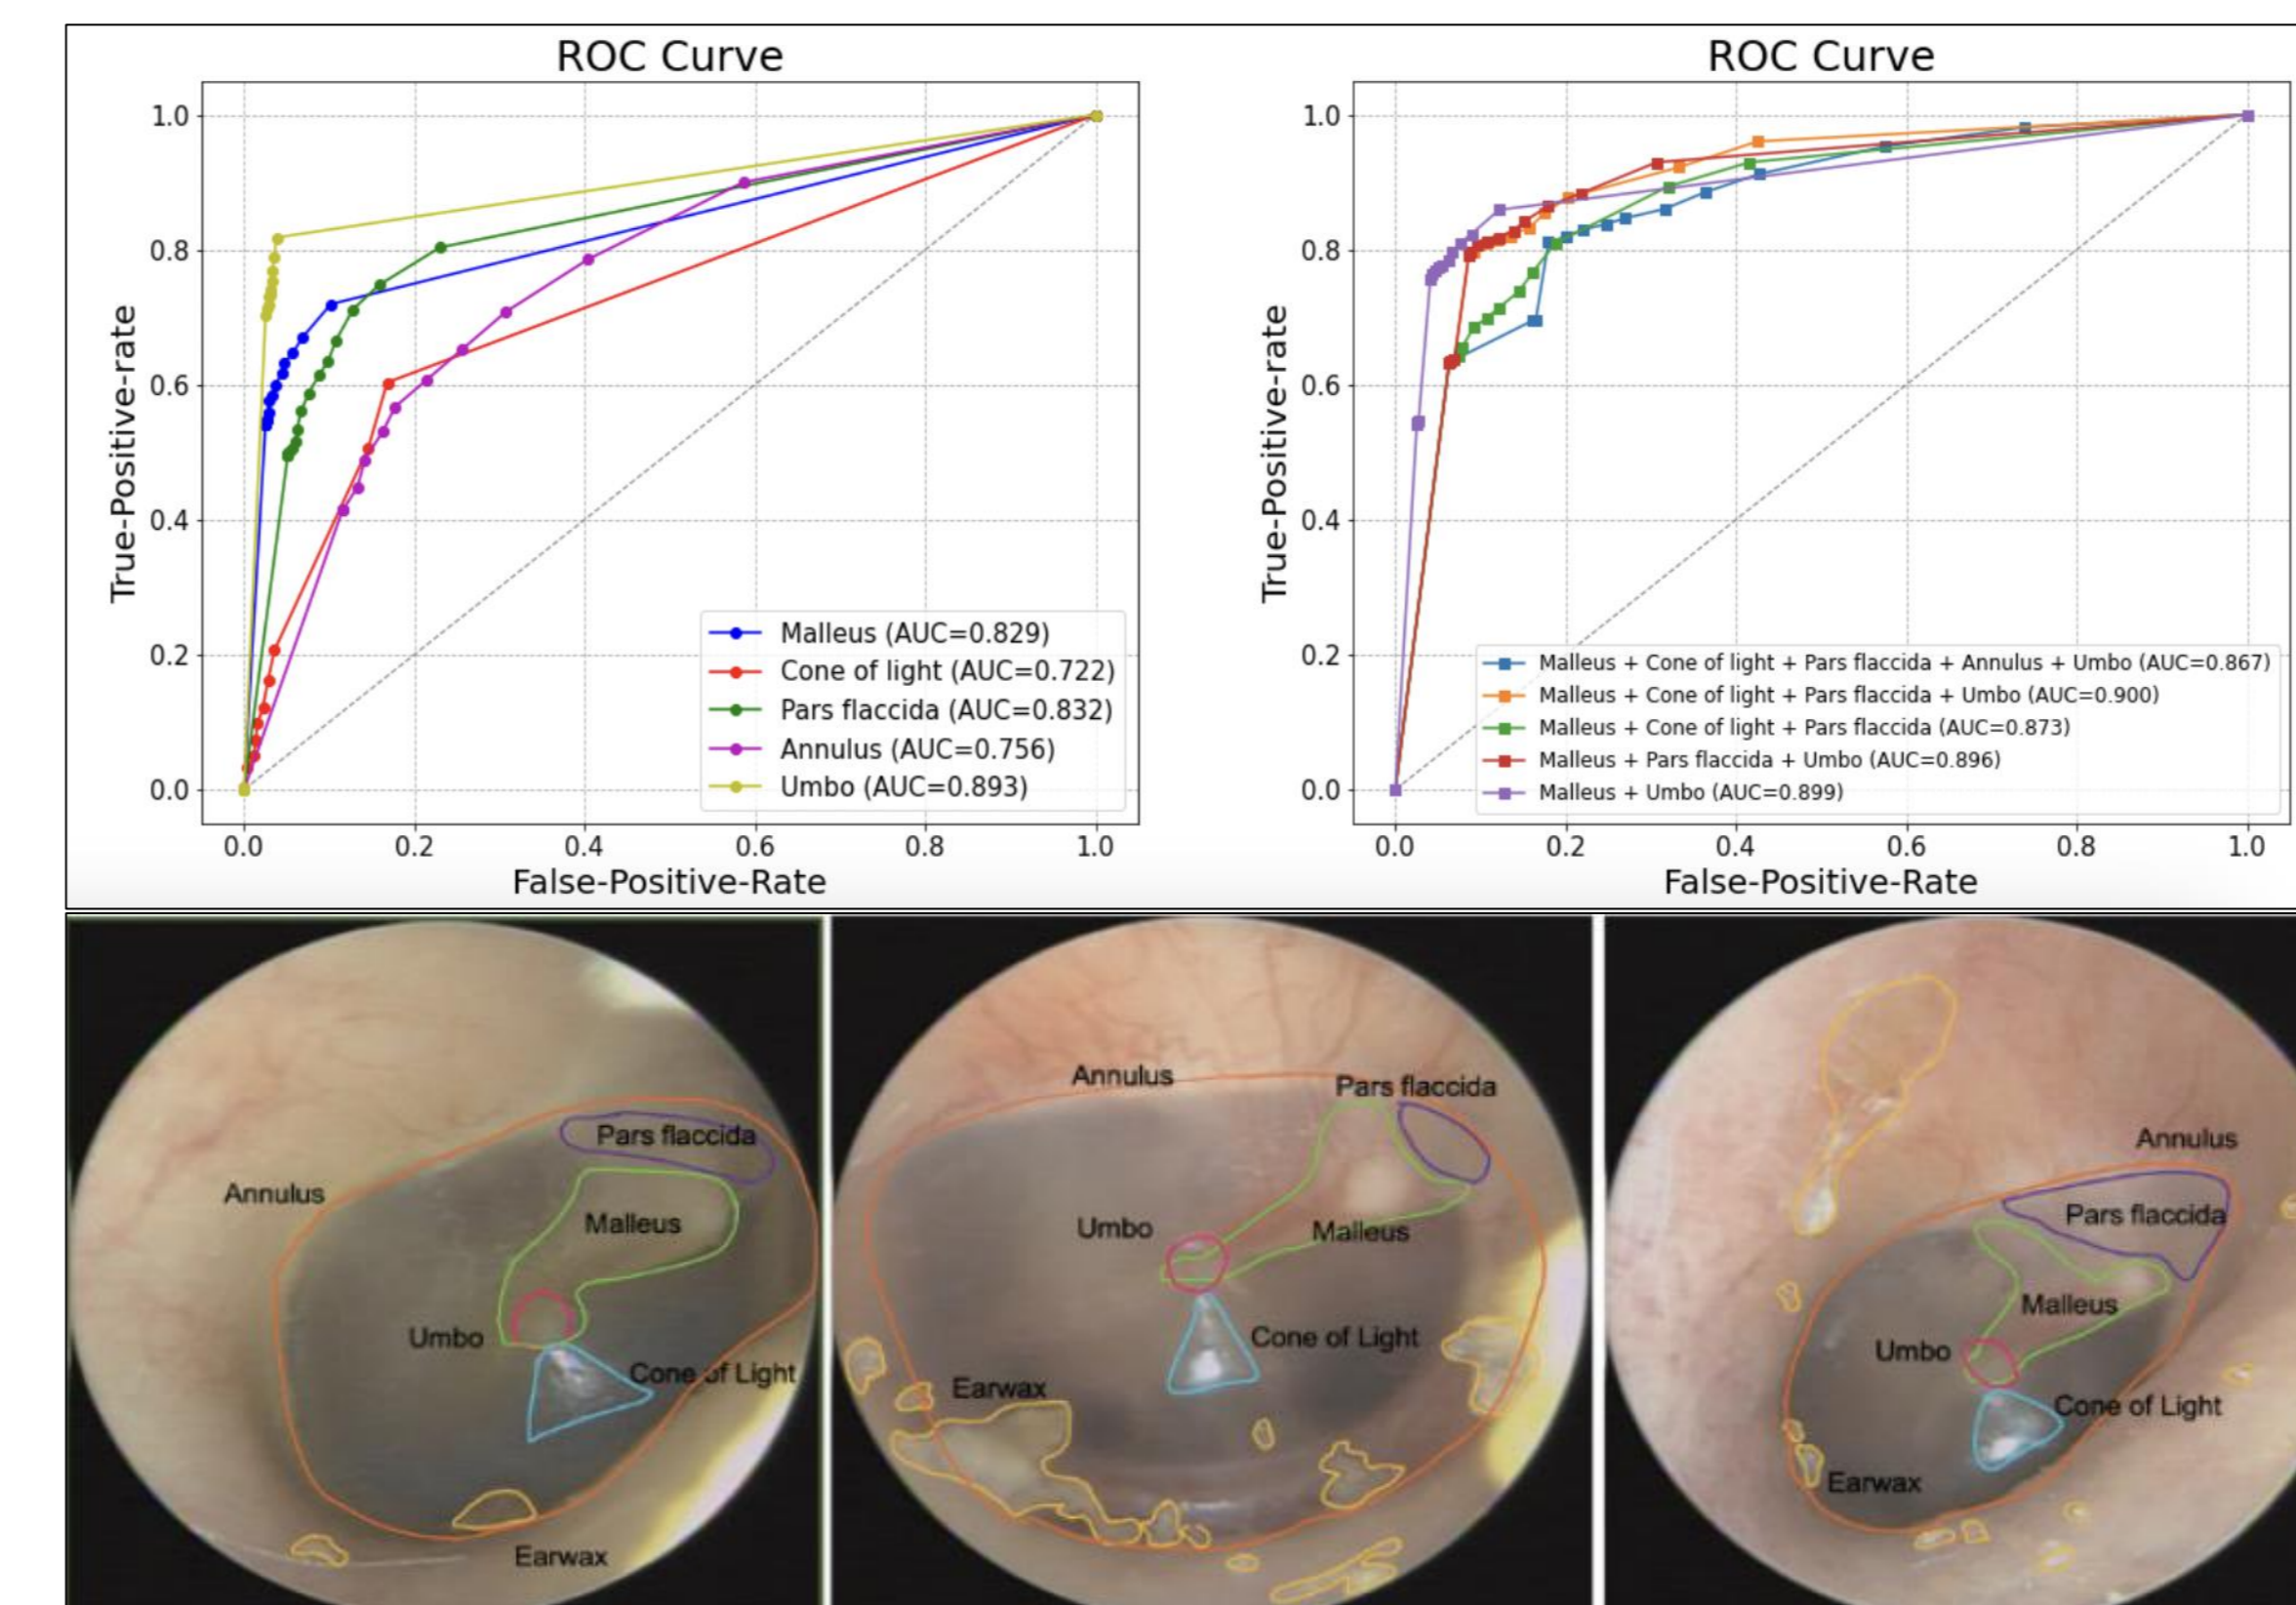 ROC Curve
True-Positive-rate
1.0
0.8
0.6
0.4
0.2
0.0
Malleus (AUC=0.829)
Cone of light (AUC=0.722)
Pars flaccida (AUC=0.832)
Annulus (AUC=0.756)
Umbo (AUC=0.893)
0.0 0.2 0.4 0.6 0.8 1.0
False-Positive-Rate
ROC Curve
True-Positive-rate
1.0
0.8
0.6
0.4
0.2
0.0
Malleus + Cone of light + Pars flaccida + Annulus + Umbo (AUC=0.867)
Malleus + Cone of light + Pars flaccida + Umbo (AUC=0.900)
Malleus + Cone of light + Pars flaccida (AUC=0.873)
Malleus + Pars flaccida + Umbo (AUC=0.896)
Malleus + Umbo (AUC=0.899)
0.0 0.2 0.4 0.6 0.8 1.0
False-Positive-Rate
Pars flaccida
Annulus
Malleus
Umbo
Cone of Light
Earwax
Annulus
Pars flaccida
Umbo
Malleus
Cone of Light
Earwax
Annulus
Pars flaccida
Malleus
Umbo
Cone of Light
Earwax